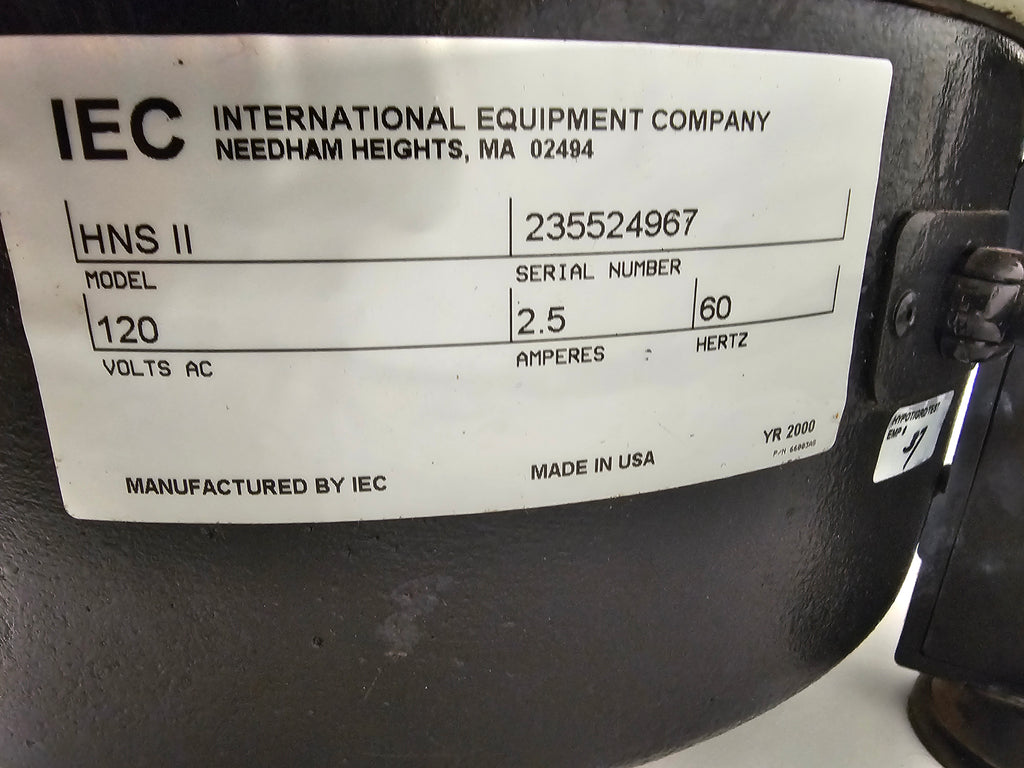 IEC INTERNATIONAL EQUIPMENT COMPANY
NEEDHAM HEIGHTS, MA 02494
HNS II 235524967
MODEL SERIAL NUMBER
120 2.5 60
VOLTS AC AMPERES HERTZ
YR 2000
MANUFACTURED BY IEC MADE IN USA
EMP #